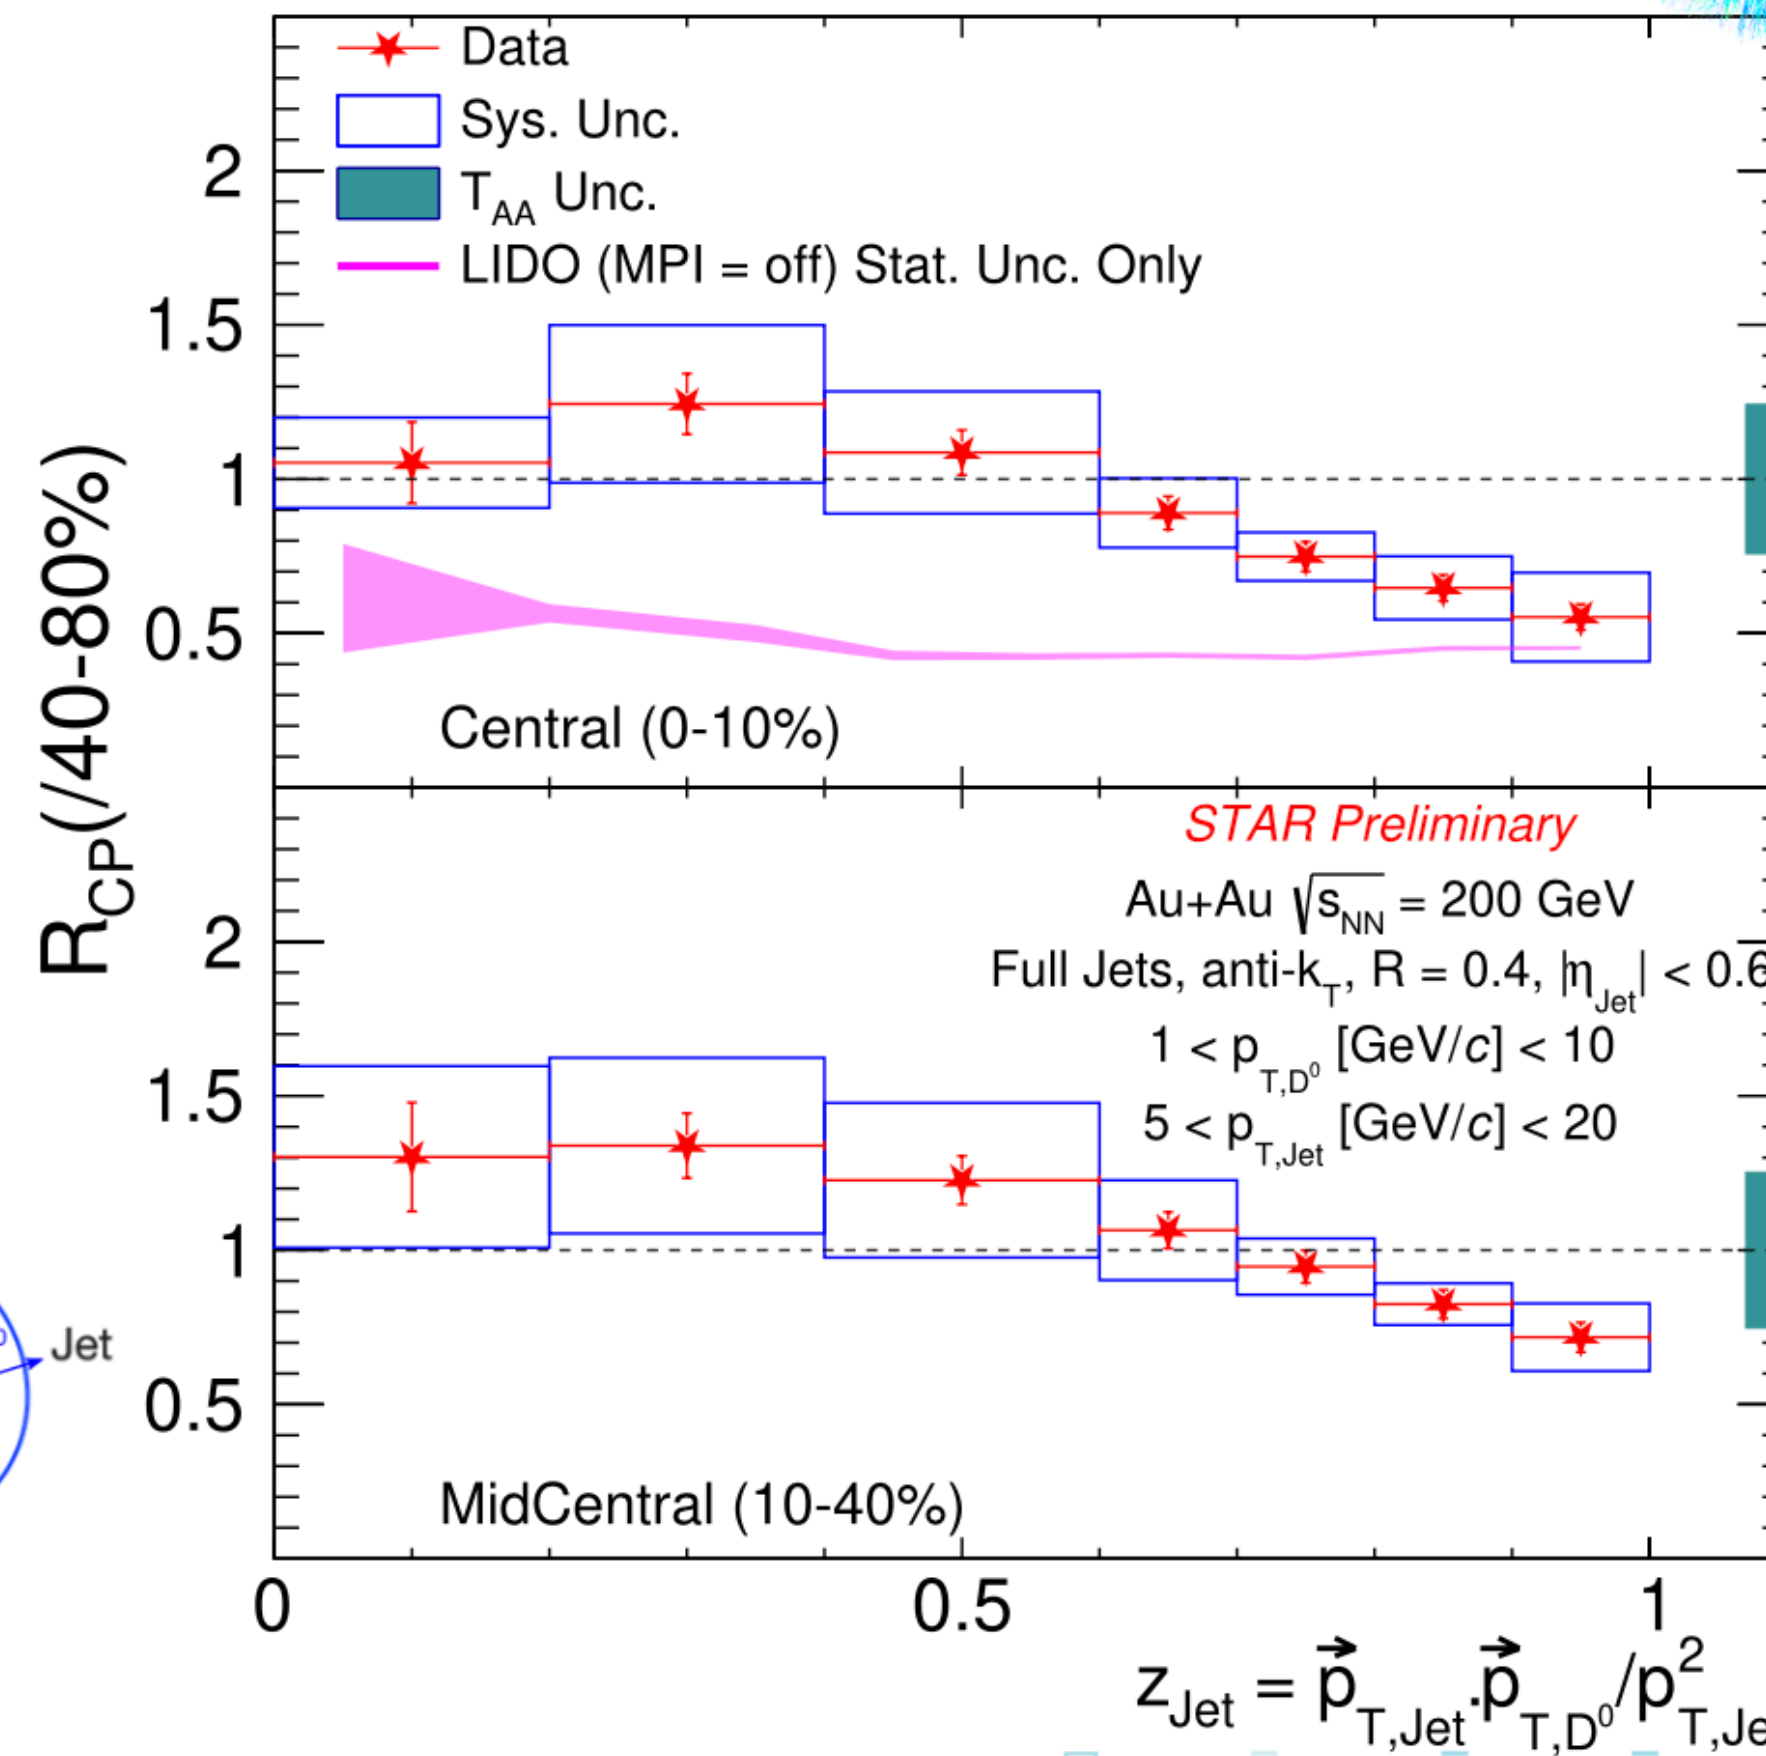 Data
Sys. Unc.
T_AA Unc.
LIDO (MPI = off) Stat. Unc. Only
2
1.5
1
0.5
R_CP(/40-80%)
Central (0-10%)
STAR Preliminary
Au+Au √s_NN = 200 GeV
Full Jets, anti-k_T, R = 0.4, |η_Jet| < 0.6
1 < p_T,D⁰ [GeV/c] < 10
5 < p_T,Jet [GeV/c] < 20
2
1.5
1
0.5
Jet
MidCentral (10-40%)
0 0.5 1
z_Jet = p⃗_T,Jet.p⃗_T,D⁰/p²_T,Je